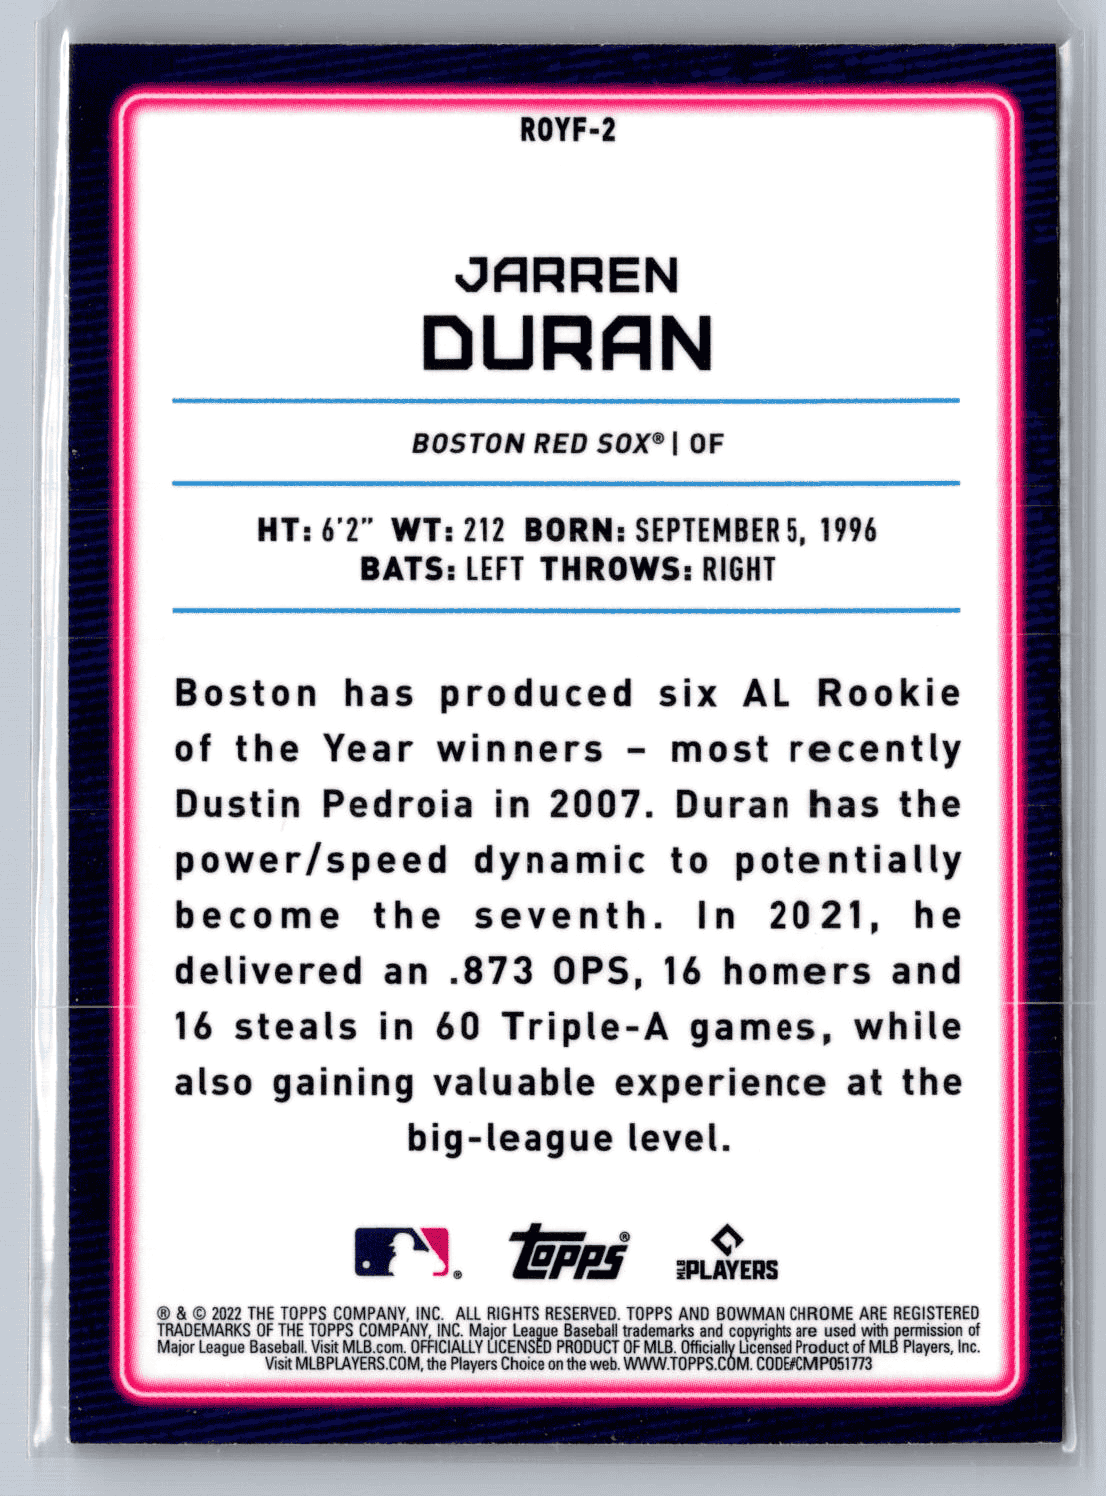 ROYF-2
JARREN
DURAN
BOSTON RED SOX® | OF
HT: 6'2" WT: 212 BORN: SEPTEMBER 5, 1996
BATS: LEFT THROWS: RIGHT
Boston has produced six AL Rookie
of the Year winners – most recently
Dustin Pedroia in 2007. Duran has the
power/speed dynamic to potentially
become the seventh. In 2021, he
delivered an .873 OPS, 16 homers and
16 steals in 60 Triple-A games, while
also gaining valuable experience at the
big-league level.
® topps® MLB PLAYERS
® & © 2022 THE TOPPS COMPANY, INC. ALL RIGHTS RESERVED. TOPPS AND BOWMAN CHROME ARE REGISTERED
TRADEMARKS OF THE TOPPS COMPANY, INC. Major League Baseball trademarks and copyrights are used with permission of
Major League Baseball. Visit MLB.com. OFFICIALLY LICENSED PRODUCT OF MLB. Officially Licensed Product of MLB Players, Inc.
Visit MLBPLAYERS.COM, the Players Choice on the web. WWW.TOPPS.COM. CODE#CMP051773